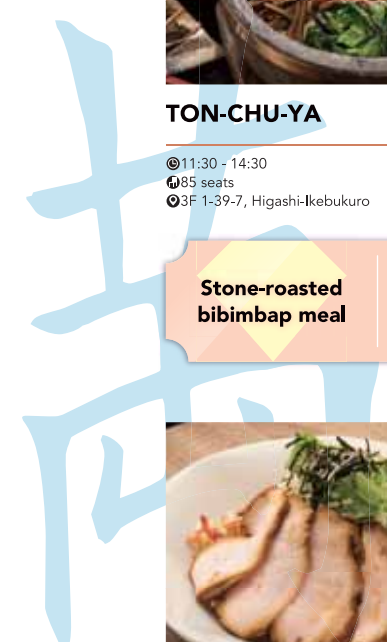 TON-CHU-YA
11:30 - 14:30
85 seats
3F 1-39-7, Higashi-Ikebukuro
Stone-roasted
bibimbap meal